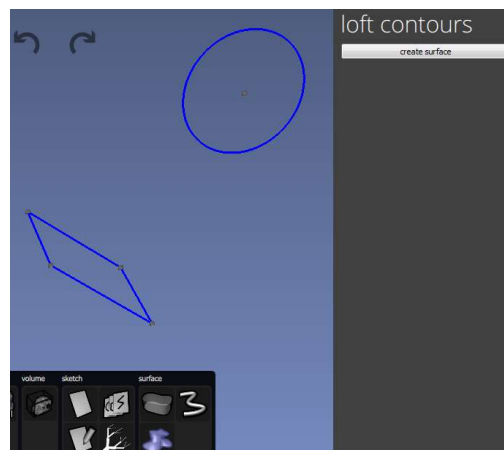 loft contours
create surface
volume
sketch
surface